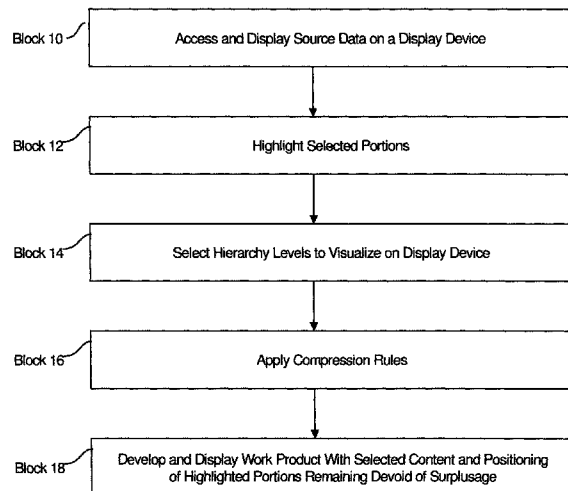 Block 10
Access and Display Source Data on a Display Device
Block 12
Highlight Selected Portions
Block 14
Select Hierarchy Levels to Visualize on Display Device
Block 16
Apply Compression Rules
Block 18
Develop and Display Work Product With Selected Content and Positioning
of Highlighted Portions Remaining Devoid of Surplusage